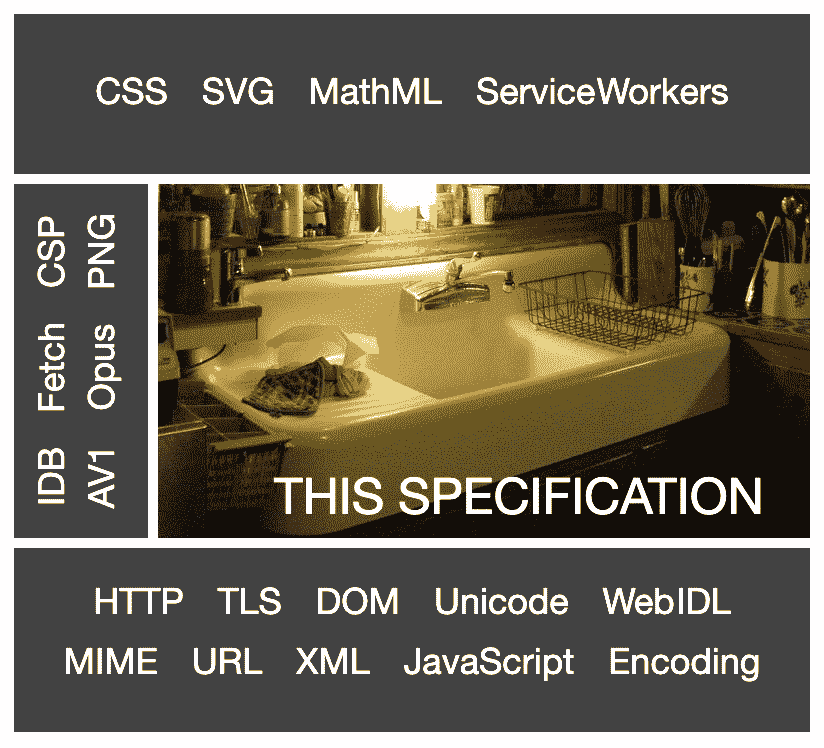 CSS SVG MathML ServiceWorkers
IDB Fetch CSP
AV1 Opus PNG
THIS SPECIFICATION
HTTP TLS DOM Unicode WebIDL
MIME URL XML JavaScript Encoding